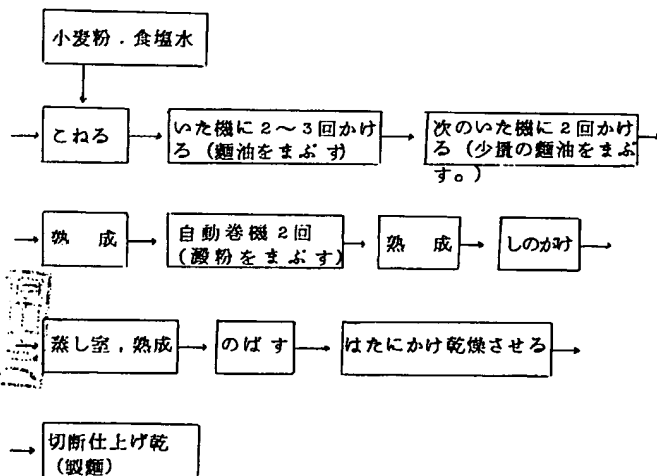 小麦粉．食塩水
こねる
いた機に2～3回かけ
る（麺油をまぶす）
次のいた機に2回かけ
る（少量の麺油をまぶ
す。）
熟　成
自動巻機2回
（澱粉をまぶす）
熟　成
しのがけ
蒸し室，熟成
のばす
はたにかけ乾燥させる
切断仕上げ乾
（製麺）